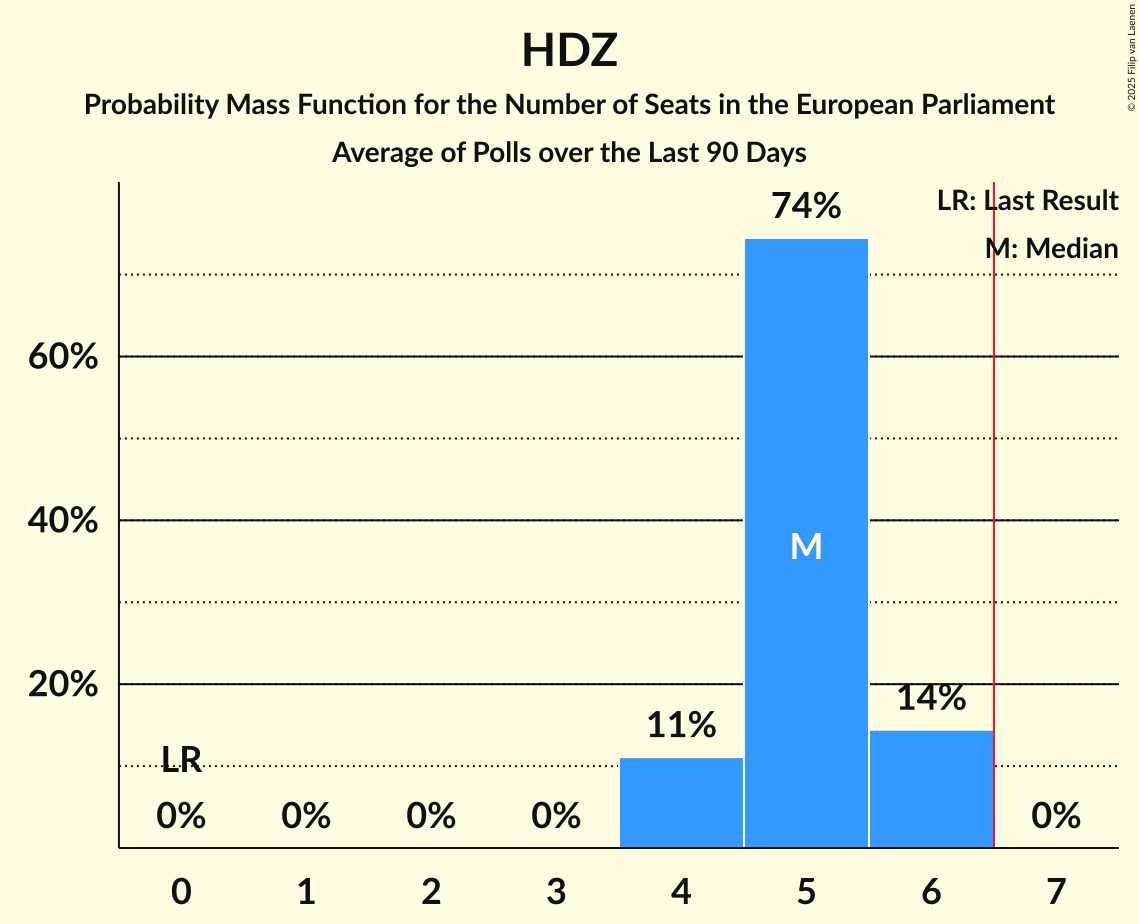 HDZ
Probability Mass Function for the Number of Seats in the European Parliament
Average of Polls over the Last 90 Days
© 2025 Filip van Laenen
LR: Last Result
M: Median
74%
60%
40%
M
20%
14%
11%
LR
0% 0% 0% 0% 0%
0 1 2 3 4 5 6 7